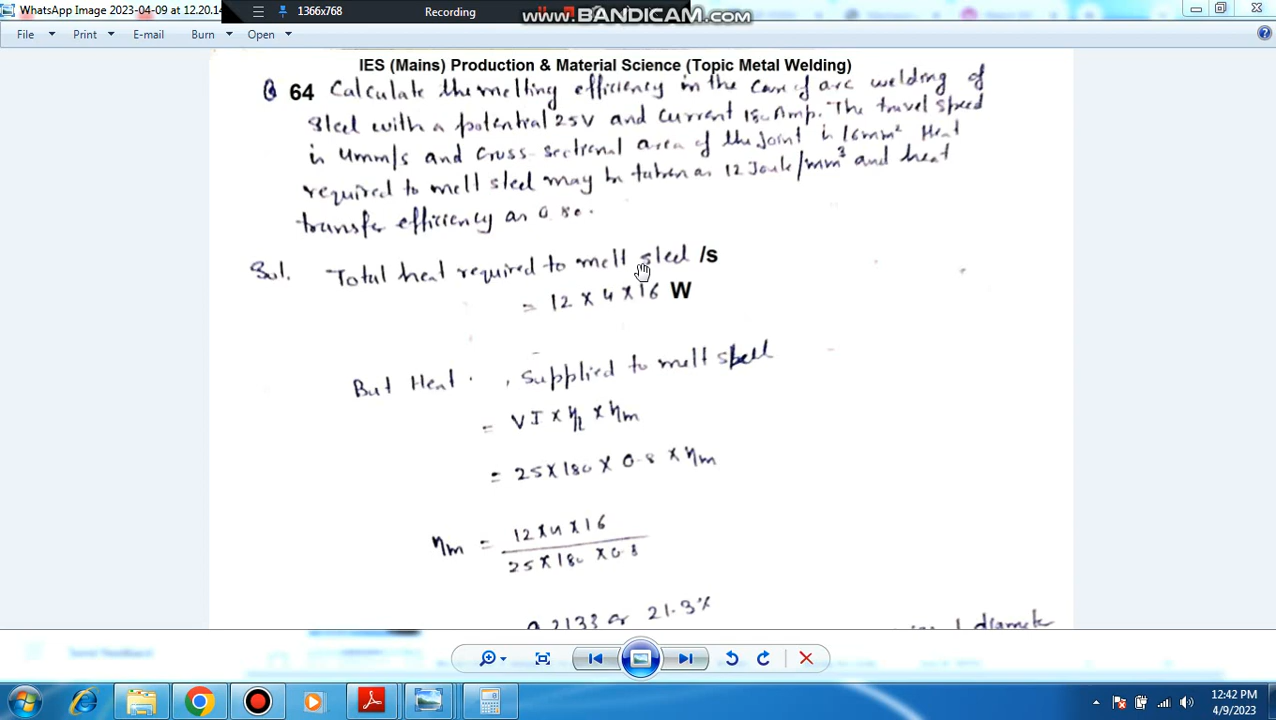 WhatsApp Image 2023-04-09 at 12.20.14
1366x768
Recording
www.BANDICAM.com
File Print E-mail Burn Open
IES (Mains) Production & Material Science (Topic Metal Welding)
Q 64 Calculate the melting efficiency in the case of arc welding of
steel with a potential 25V and current 180 Amp. The travel speed
is 4mm/s and cross-sectional area of the joint is 16mm² Heat
required to melt steel may be taken as 12 Joule/mm³ and heat
transfer efficiency as 0.80.
Sol. Total heat required to melt steel /s
= 12 x 4 x 16 W
But Heat , supplied to melt steel
= VI x η x ηm
= 25 x 180 x 0.8 x ηm
ηm = 12 x 4 x 16
25 x 180 x 0.8
0.2133 or 21.3%
diameter
12:42 PM
4/9/2023